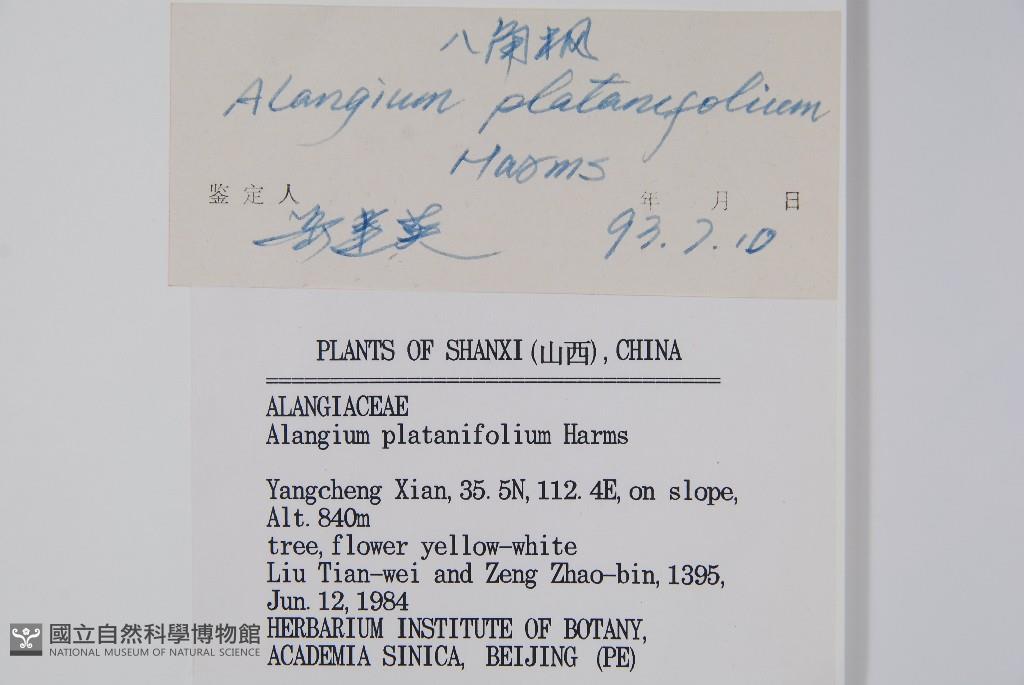 八角枫
Alangium platanifolium
Harms
鉴定人 年 月 日
93.7.10
PLANTS OF SHANXI(山西), CHINA
ALANGIACEAE
Alangium platanifolium Harms
Yangcheng Xian, 35.5N, 112.4E, on slope,
Alt. 840m
tree, flower yellow-white
Liu Tian-wei and Zeng Zhao-bin, 1395,
Jun. 12, 1984
HERBARIUM INSTITUTE OF BOTANY,
ACADEMIA SINICA, BEIJING (PE)
國立自然科學博物館
NATIONAL MUSEUM OF NATURAL SCIENCE